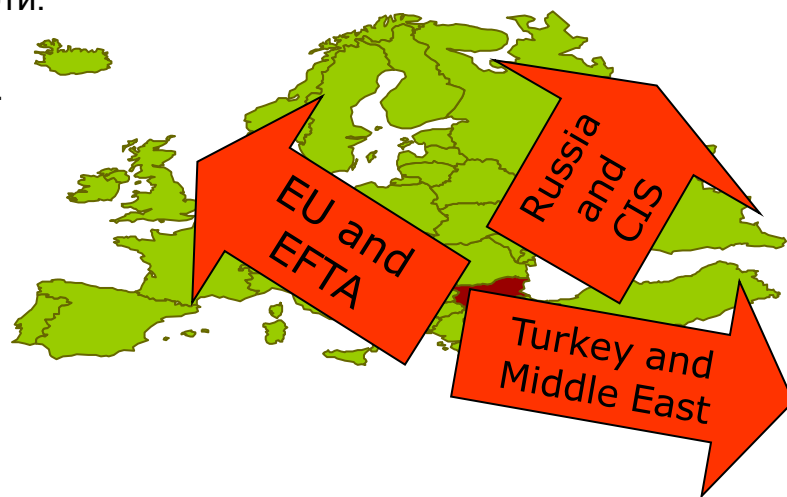 ти.
.
EU and
EFTA
Russia
and
CIS
Turkey and
Middle East